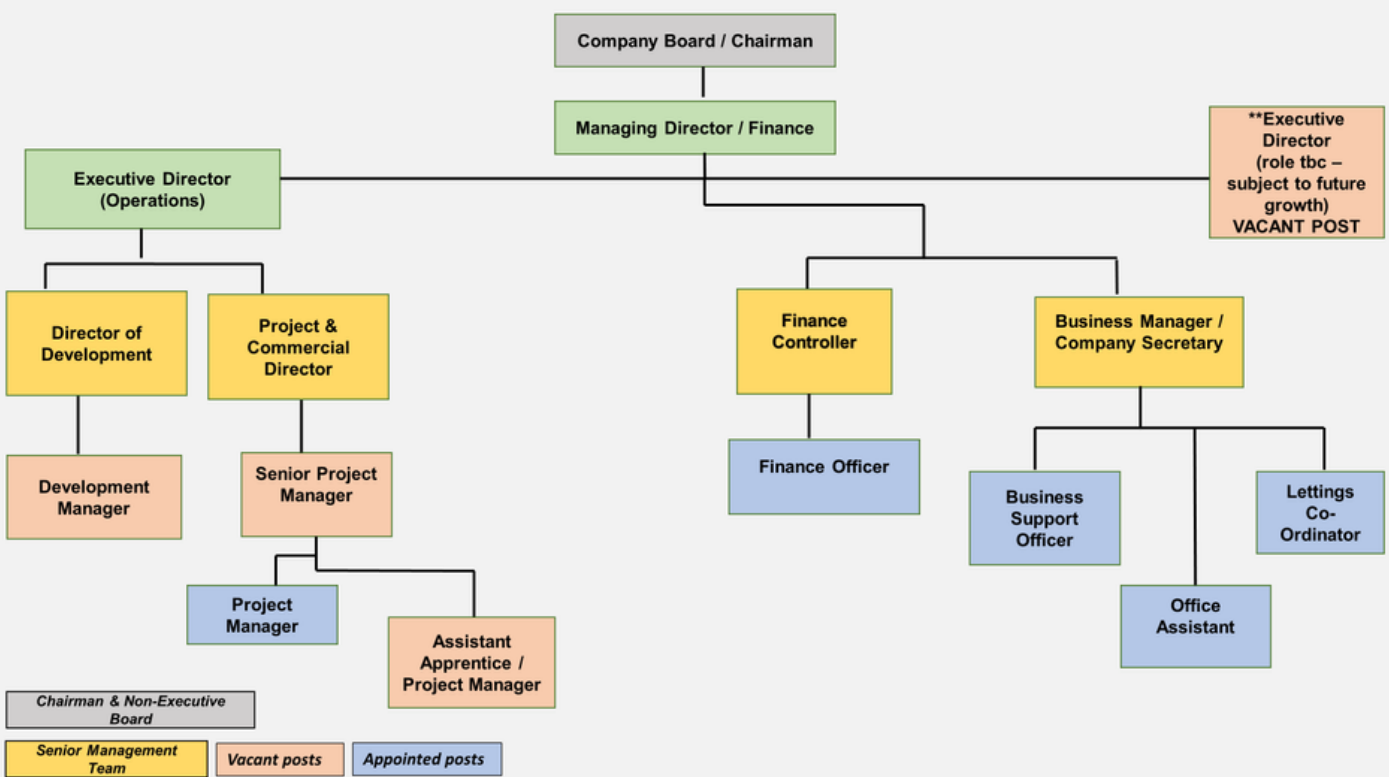 Company Board / Chairman
Managing Director / Finance
**Executive
Director
(role tbc –
subject to future
growth)
VACANT POST
Executive Director
(Operations)
Director of
Development
Project &
Commercial
Director
Finance
Controller
Business Manager /
Company Secretary
Development
Manager
Senior Project
Manager
Finance Officer
Business
Support
Officer
Lettings
Co-
Ordinator
Project
Manager
Office
Assistant
Assistant
Apprentice /
Project Manager
Chairman & Non-Executive
Board
Senior Management
Team
Vacant posts
Appointed posts